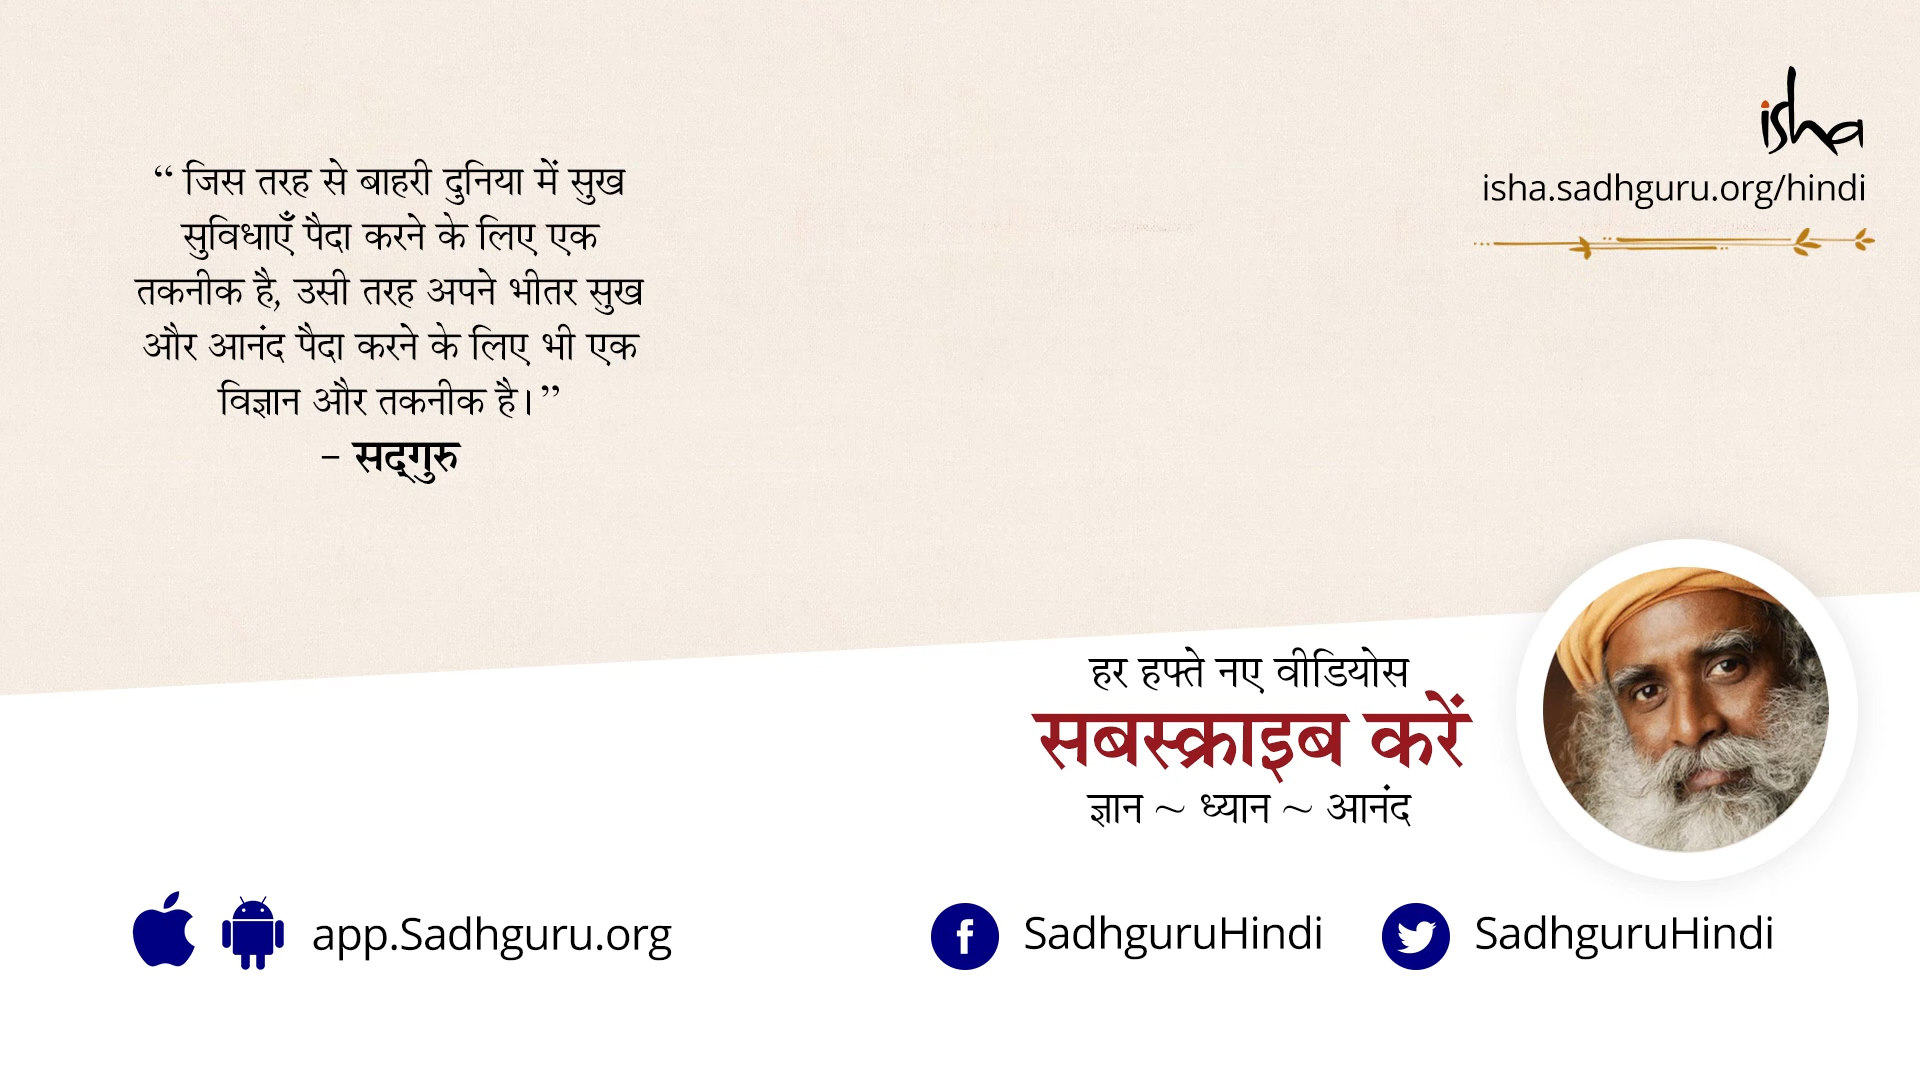 “ जिस तरह से बाहरी दुनिया में सुख
सुविधाएँ पैदा करने के लिए एक
तकनीक है, उसी तरह अपने भीतर सुख
और आनंद पैदा करने के लिए भी एक
विज्ञान और तकनीक है।”
- सद्‌गुरु
isha
isha.sadhguru.org/hindi
हर हफ्ते नए वीडियोस
सबस्क्राइब करें
ज्ञान ~ ध्यान ~ आनंद
app.Sadhguru.org
SadhguruHindi
SadhguruHindi